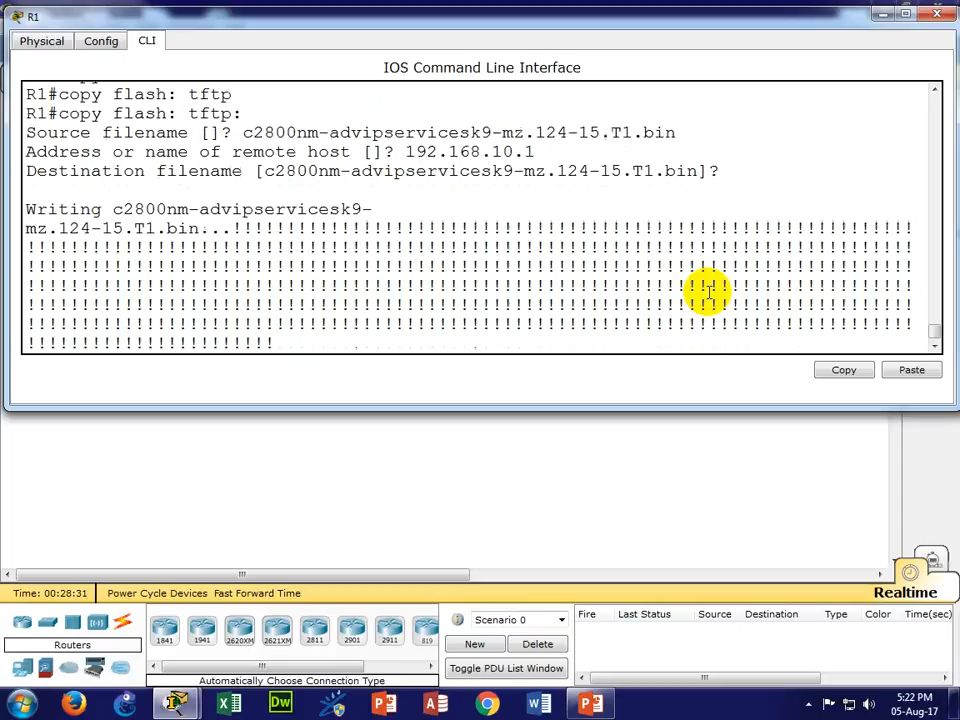 R1
Physical
Config
CLI
IOS Command Line Interface
R1#copy flash: tftp
R1#copy flash: tftp:
Source filename []? c2800nm-advipservicesk9-mz.124-15.T1.bin
Address or name of remote host []? 192.168.10.1
Destination filename [c2800nm-advipservicesk9-mz.124-15.T1.bin]?
Writing c2800nm-advipservicesk9-
mz.124-15.T1.bin...!!!!!!!!!!!!!!!!!!!!!!!!!!!!!!!!!!!!!!!!!!!!!!!!!!!!!!!!!!!!!!!
!!!!!!!!!!!!!!!!!!!!!!!!!!!!!!!!!!!!!!!!!!!!!!!!!!!!!!!!!!!!!!!!!!!!!!!!!!!!!!!!!!
!!!!!!!!!!!!!!!!!!!!!!!!!!!!!!!!!!!!!!!!!!!!!!!!!!!!!!!!!!!!!!!!!!!!!!!!!!!!!!!!!!
!!!!!!!!!!!!!!!!!!!!!!!!!!!!!!!!!!!!!!!!!!!!!!!!!!!!!!!!!!!!!!!!!!!!!!!!!!!!!!!!!!
!!!!!!!!!!!!!!!!!!!!!!!!!!!!!!!!!!!!!!!!!!!!!!!!!!!!!!!!!!!!!!!!!!!!!!!!!!!!!!!!!!
!!!!!!!!!!!!!!!!!!!!!!!!!!!!!!!!!!!!!!!!!!!!!!!!!!!!!!!!!!!!!!!!!!!!!!!!!!!!!!!!!!
!!!!!!!!!!!!!!!!!!!!!!!
Copy
Paste
Time: 00:28:31
Power Cycle Devices Fast Forward Time
Realtime
Routers
1841
1941
2620XM
2621XM
2811
2901
2911
819
Automatically Choose Connection Type
Scenario 0
New
Delete
Toggle PDU List Window
Fire
Last Status
Source
Destination
Type
Color
Time(sec)
Dw
5:22 PM
05-Aug-17